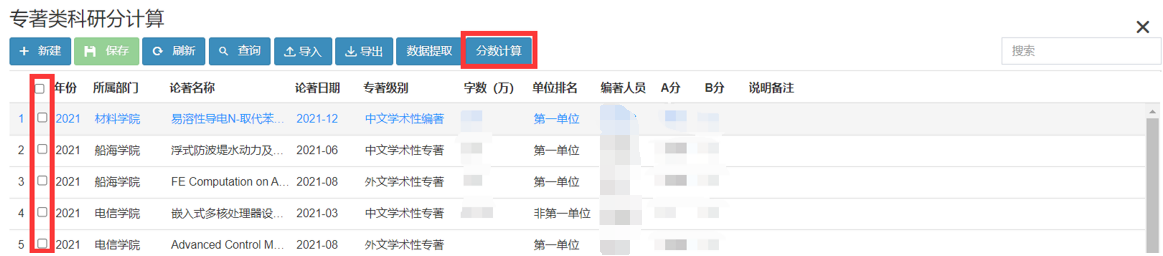 专著类科研分计算
新建 保存 刷新 查询 导入 导出 数据提取 分数计算 搜索
年份 所属部门 论著名称 论著日期 专著级别 字数（万） 单位排名 编著人员 A分 B分 说明备注
1 2021 材料学院 易溶性导电N-取代苯... 2021-12 中文学术性编著 第一单位
2 2021 船海学院 浮式防波堤水动力及... 2021-06 中文学术性专著 第一单位
3 2021 船海学院 FE Computation on A... 2021-08 外文学术性专著 第一单位
4 2021 电信学院 嵌入式多核处理器设... 2021-03 中文学术性专著 非第一单位
5 2021 电信学院 Advanced Control M... 2021-08 外文学术性专著 第一单位